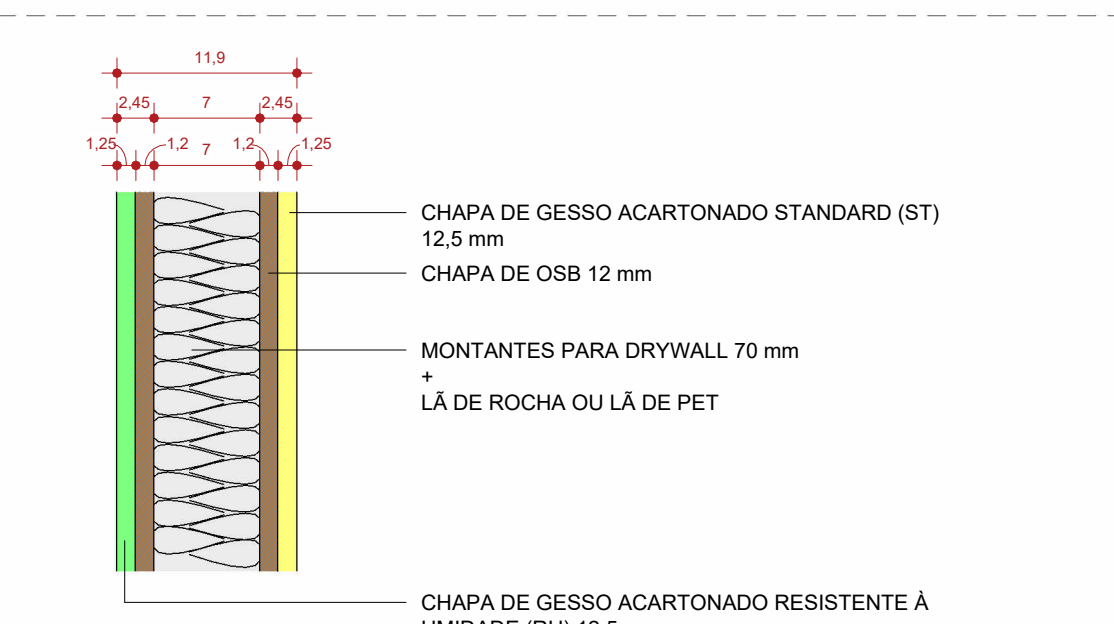 11,9
2,45 7 2,45
1,25 1,2 7 1,2 1,25
CHAPA DE GESSO ACARTONADO STANDARD (ST)
12,5 mm
CHAPA DE OSB 12 mm
MONTANTES PARA DRYWALL 70 mm
+
LÃ DE ROCHA OU LÃ DE PET
CHAPA DE GESSO ACARTONADO RESISTENTE À